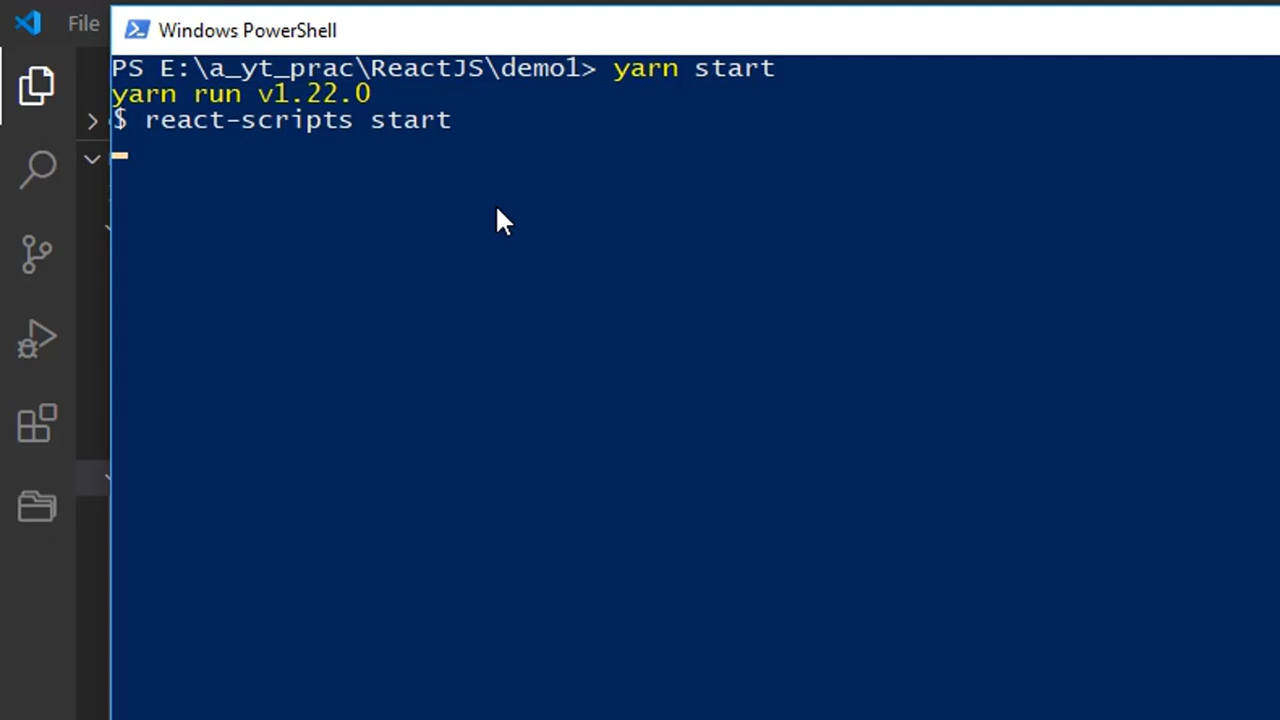 File
Windows PowerShell
PS E:\a_yt_prac\ReactJS\demo1> yarn start
yarn run v1.22.0
$ react-scripts start